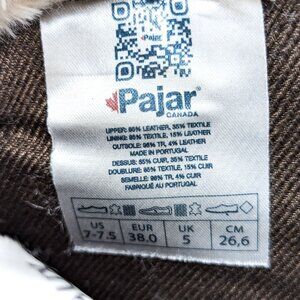 Pajar
Pajar
CANADA
UPPER: 65% LEATHER, 35% TEXTILE
LINING: 85% TEXTILE, 15% LEATHER
OUTSOLE: 96% TR, 4% LEATHER
MADE IN PORTUGAL
DESSUS: 65% CUIR, 35% TEXTILE
DOUBLURE: 85% TEXTILE, 15% CUIR
SEMELLE: 96% TR, 4% CUIR
FABRIQUÉ AU PORTUGAL
US EUR UK CM
7-7.5 38.0 5 26,6